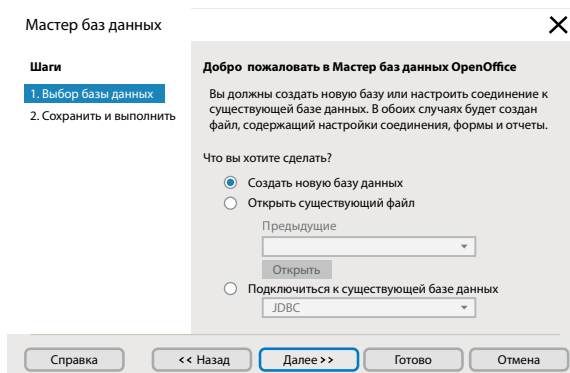 Мастер баз данных
Шаги
1. Выбор базы данных
2. Сохранить и выполнить
Добро пожаловать в Мастер баз данных OpenOffice
Вы должны создать новую базу или настроить соединение к
существующей базе данных. В обоих случаях будет создан
файл, содержащий настройки соединения, формы и отчеты.
Что вы хотите сделать?
Создать новую базу данных
Открыть существующий файл
Предыдущие
Открыть
Подключиться к существующей базе данных
JDBC
Справка
<< Назад
Далее >>
Готово
Отмена